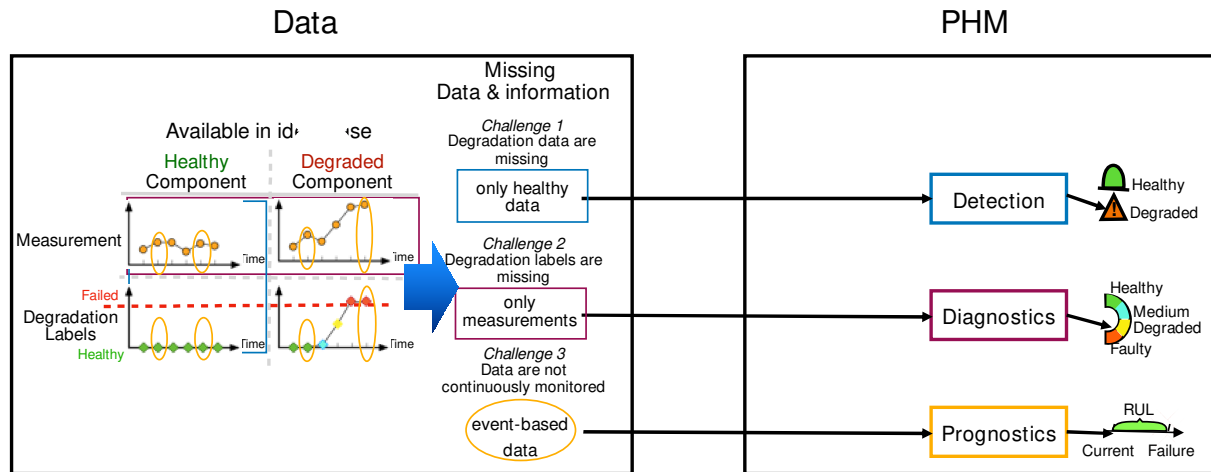 Data
PHM
Missing
Data & information
Available in
Healthy
Component
Degraded
Component
Measurement
Time
Time
Failed
Degradation
Labels
Healthy
Time
Time
Challenge 1
Degradation data are
missing
only healthy
data
Challenge 2
Degradation labels are
missing
only
measurements
Challenge 3
Data are not
continuously monitored
event-based
data
Detection
Healthy
Degraded
Diagnostics
Healthy
Medium
Degraded
Faulty
Prognostics
RUL
Current
Failure